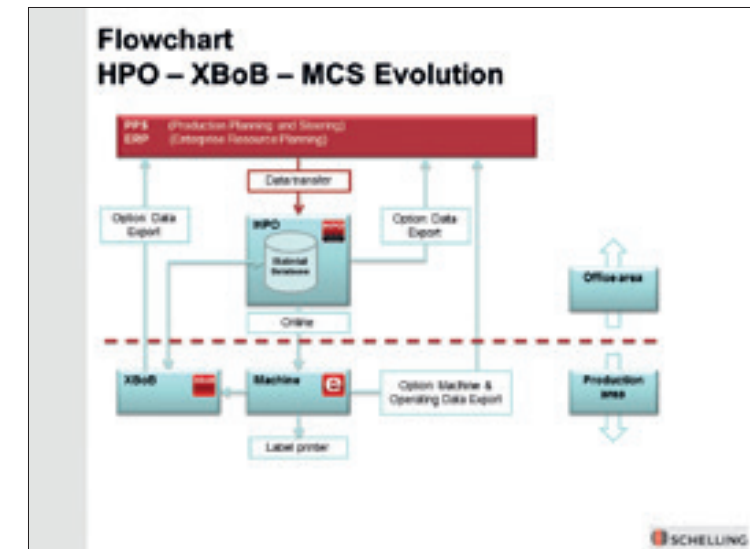 Flowchart
HPO – XBoB – MCS Evolution
PPS (Production Planning and Steering)
ERP (Enterprise Resource Planning)
Data transfer
Option: Data
Export
HPO
Material
Database
Option: Data
Export
Office area
Online
XBoB
Machine
e
Option: Machine &
Operating Data Export
Production
area
Label printer
SCHELLING